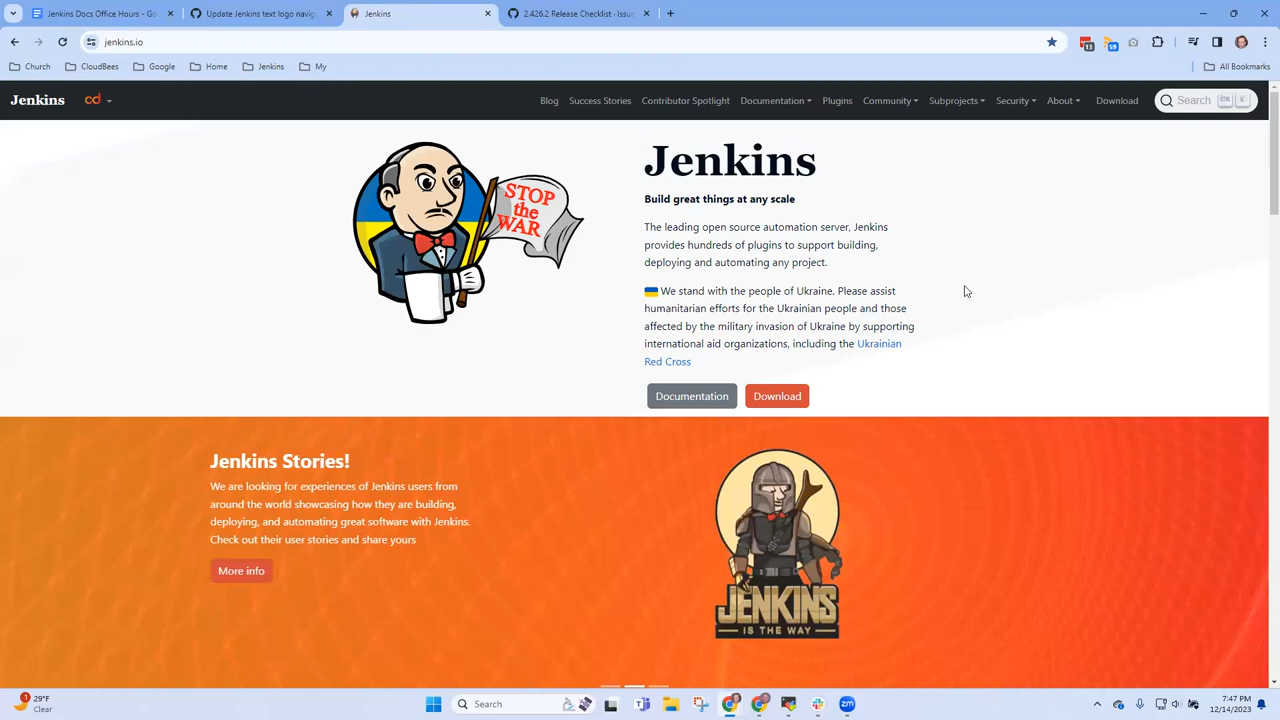 Jenkins Docs Office Hours - Go
Update Jenkins text logo navig
Jenkins
2.426.2 Release Checklist · Issue
jenkins.io
13
59
Church
CloudBees
Google
Home
Jenkins
My
All Bookmarks
Jenkins
cd
Blog
Success Stories
Contributor Spotlight
Documentation
Plugins
Community
Subprojects
Security
About
Download
Search
K
STOP
the
WAR
Jenkins
Build great things at any scale
The leading open source automation server, Jenkins
provides hundreds of plugins to support building,
deploying and automating any project.
We stand with the people of Ukraine. Please assist
humanitarian efforts for the Ukrainian people and those
affected by the military invasion of Ukraine by supporting
international aid organizations, including the Ukrainian
Red Cross
Documentation
Download
Jenkins Stories!
We are looking for experiences of Jenkins users from
around the world showcasing how they are building,
deploying, and automating great software with Jenkins.
Check out their user stories and share yours
More info
JENKINS
IS THE WAY
1
29°F
Clear
Search
zm
7:47 PM
12/14/2023